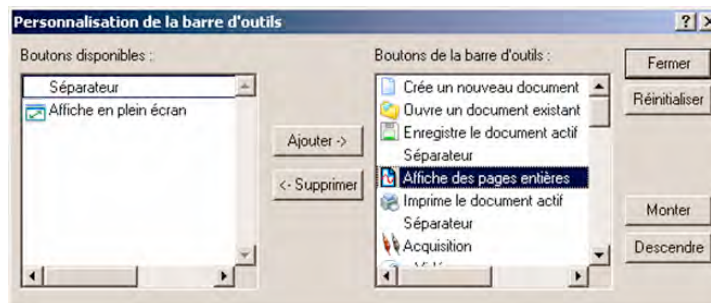 Personnalisation de la barre d'outils
Boutons disponibles :
Séparateur
Affiche en plein écran
Ajouter ->
<- Supprimer
Boutons de la barre d'outils :
Crée un nouveau document
Ouvre un document existant
Enregistre le document actif
Séparateur
Affiche des pages entières
Imprime le document actif
Séparateur
Acquisition
Fermer
Réinitialiser
Monter
Descendre